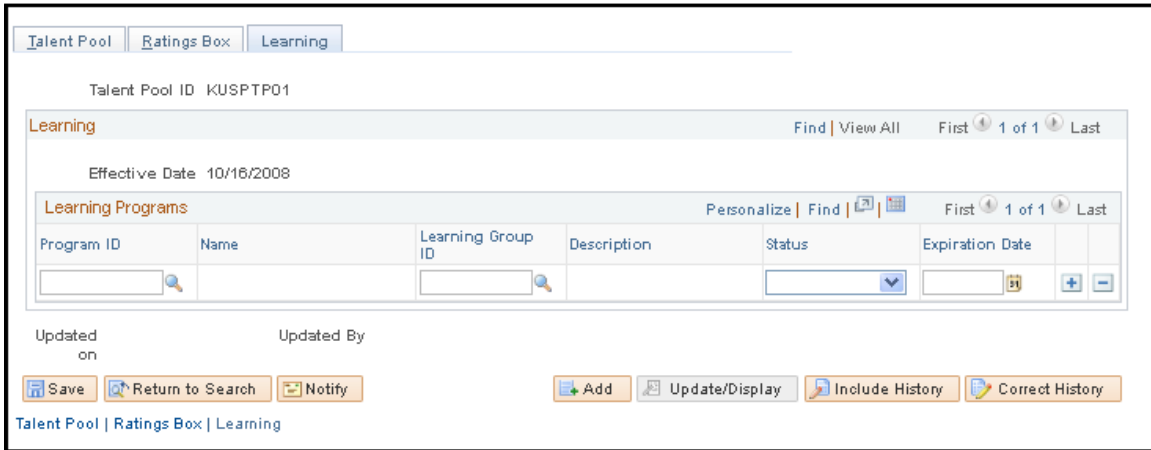 Talent Pool Ratings Box Learning
Talent Pool ID KUSPTP01
Learning Find | View All First 1 of 1 Last
Effective Date 10/16/2008
Learning Programs Personalize | Find | | First 1 of 1 Last
Program ID Name Learning Group ID Description Status Expiration Date
31
Updated on Updated By
Save Return to Search Notify Add Update/Display Include History Correct History
Talent Pool | Ratings Box | Learning